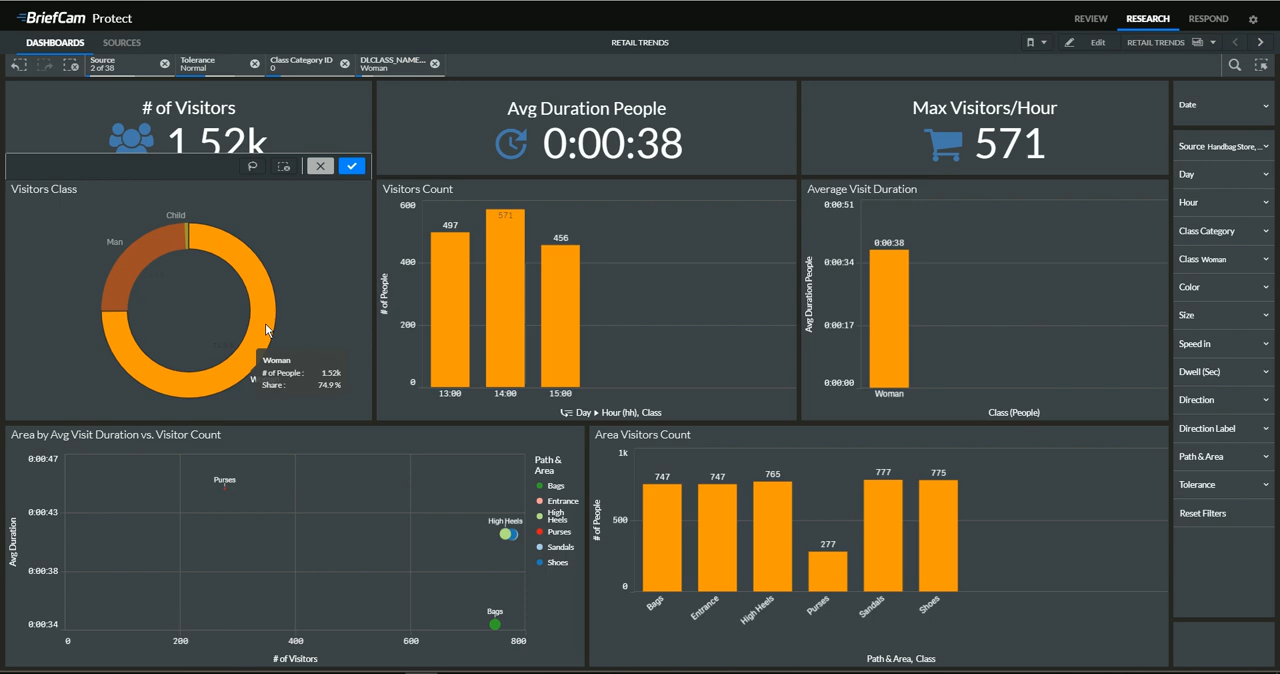 BriefCam Protect
REVIEW RESEARCH RESPOND
DASHBOARDS SOURCES
RETAIL TRENDS
Edit RETAIL TRENDS
Source
2 of 38
Tolerance
Normal
Class Category ID
0
DLCLASS_NAME...
Woman
# of Visitors
1.52k
Avg Duration People
0:00:38
Max Visitors/Hour
571
Visitors Class
Child
Man
W
Woman
# of People : 1.52k
Share : 74.9 %
Visitors Count
# of People
600
400
200
0
497
571
456
13:00 14:00 15:00
Day Hour (hh), Class
Average Visit Duration
Avg Duration People
0:00:51
0:00:34
0:00:17
0:00:00
0:00:38
Woman
Class (People)
Area by Avg Visit Duration vs. Visitor Count
Avg Duration
0:00:47
0:00:43
0:00:38
0:00:34
Purses
High Heels
Bags
0 200 400 600 800
# of Visitors
Path &
Area
Bags
Entrance
High
Heels
Purses
Sandals
Shoes
Area Visitors Count
# of People
1k
500
0
747 747 765 277 777 775
Bags Entrance High Heels Purses Sandals Shoes
Path & Area, Class
Date
Source Handbag Store, ...
Day
Hour
Class Category
Class Woman
Color
Size
Speed in
Dwell (Sec)
Direction
Direction Label
Path & Area
Tolerance
Reset Filters